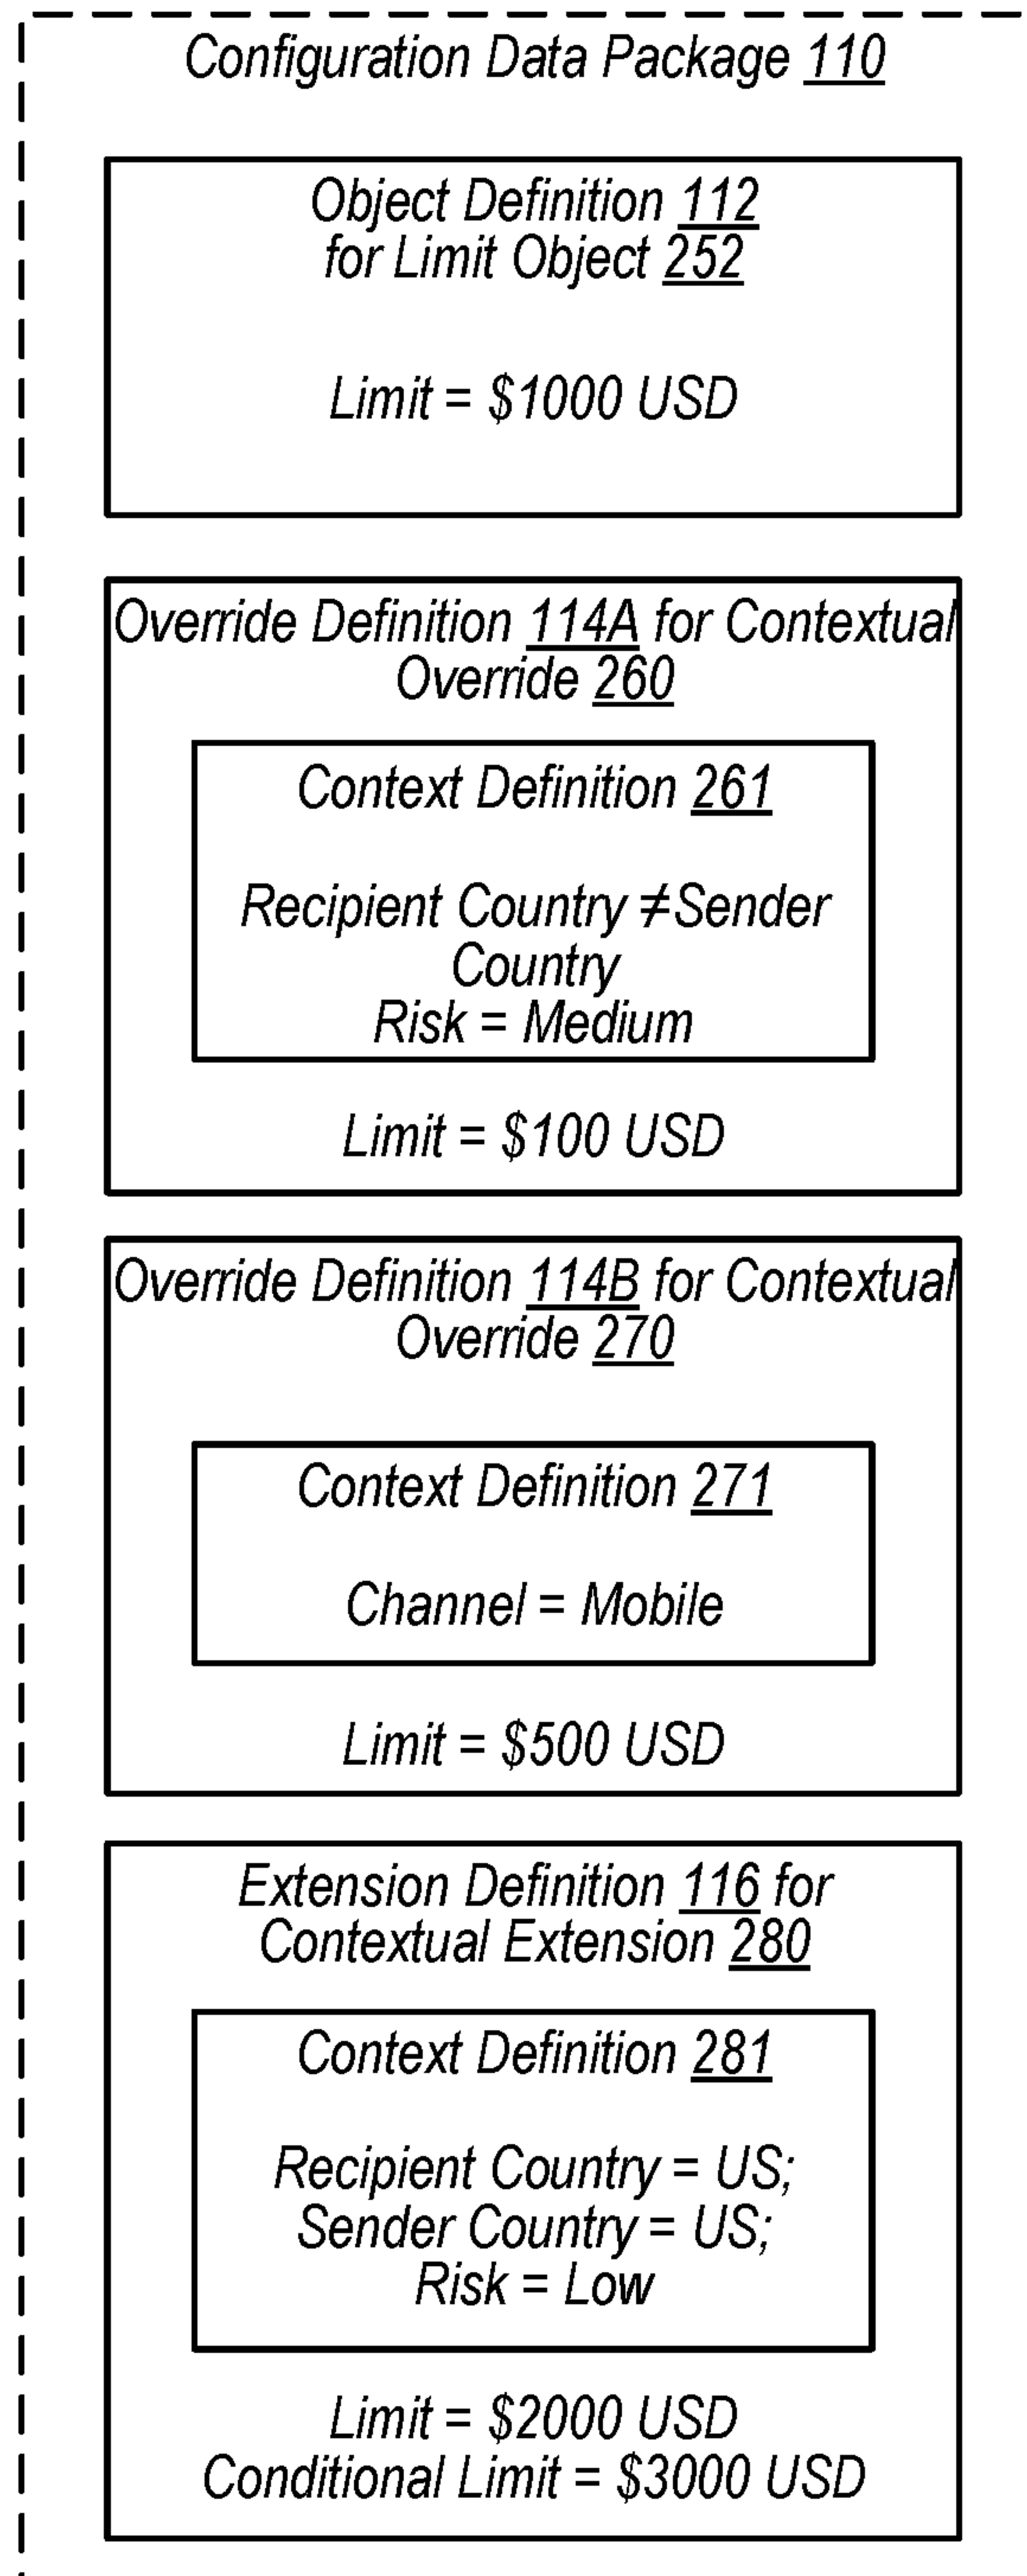 Configuration Data Package 110
Object Definition 112
for Limit Object 252
Limit = $1000 USD
Override Definition 114A for Contextual
Override 260
Context Definition 261
Recipient Country ≠Sender
Country
Risk = Medium
Limit = $100 USD
Override Definition 114B for Contextual
Override 270
Context Definition 271
Channel = Mobile
Limit = $500 USD
Extension Definition 116 for
Contextual Extension 280
Context Definition 281
Recipient Country = US;
Sender Country = US;
Risk = Low
Limit = $2000 USD
Conditional Limit = $3000 USD